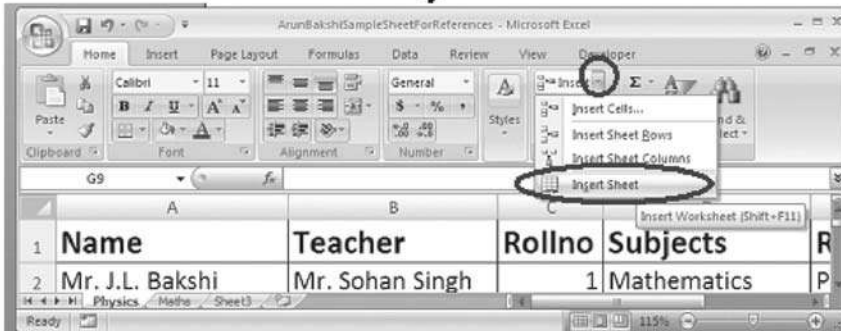 ArunBakshiSampleSheetForReferences - Microsoft Excel
Home Insert Page Layout Formulas Data Review View Developer
Calibri 11 General Insert Σ
Paste B I U A A $ % , Styles
Clipboard Font Alignment Number
Insert Cells...
Insert Sheet Rows
Insert Sheet Columns
Insert Sheet
Insert Worksheet (Shift+F11)
G9 fx
A B C
1 Name Teacher Rollno Subjects R
2 Mr. J.L. Bakshi Mr. Sohan Singh 1 Mathematics P
Physics Maths Sheet3
Ready 115%